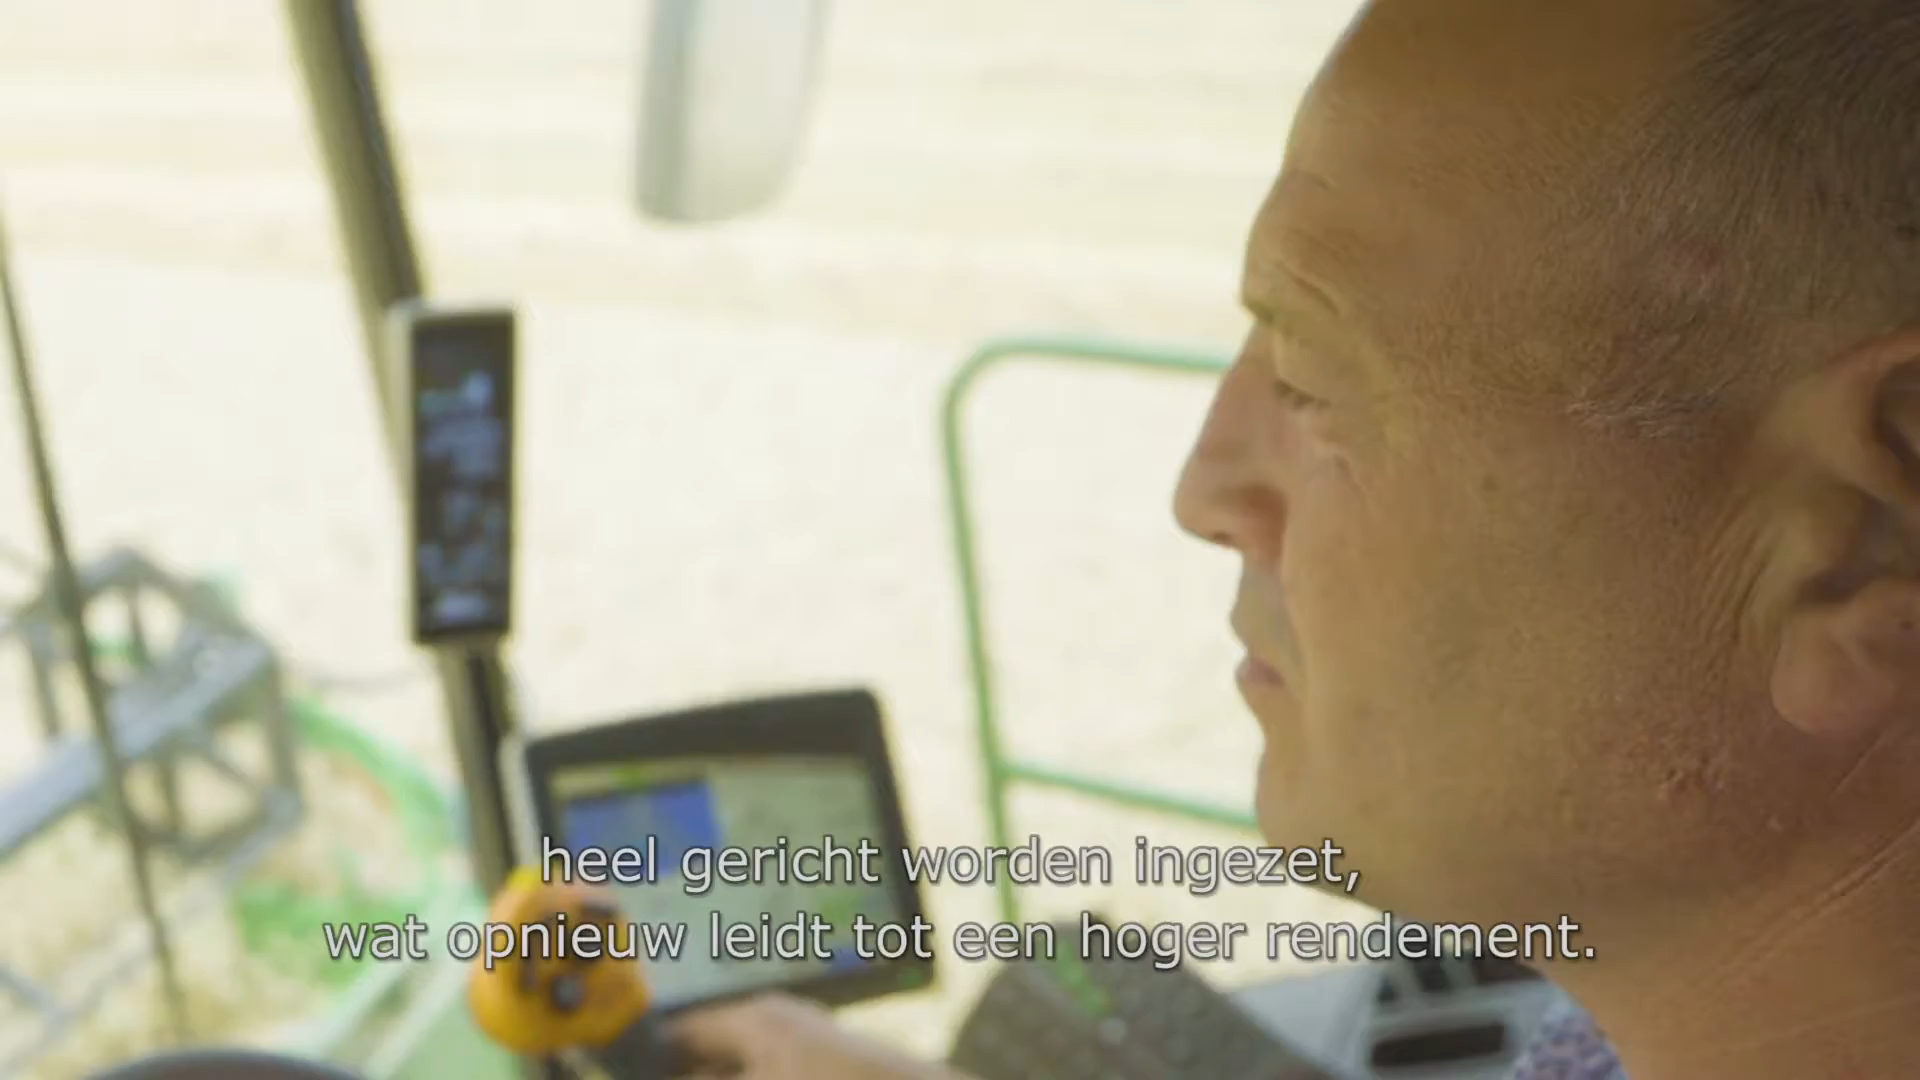 heel gericht worden ingezet,
wat opnieuw leidt tot een hoger rendement.